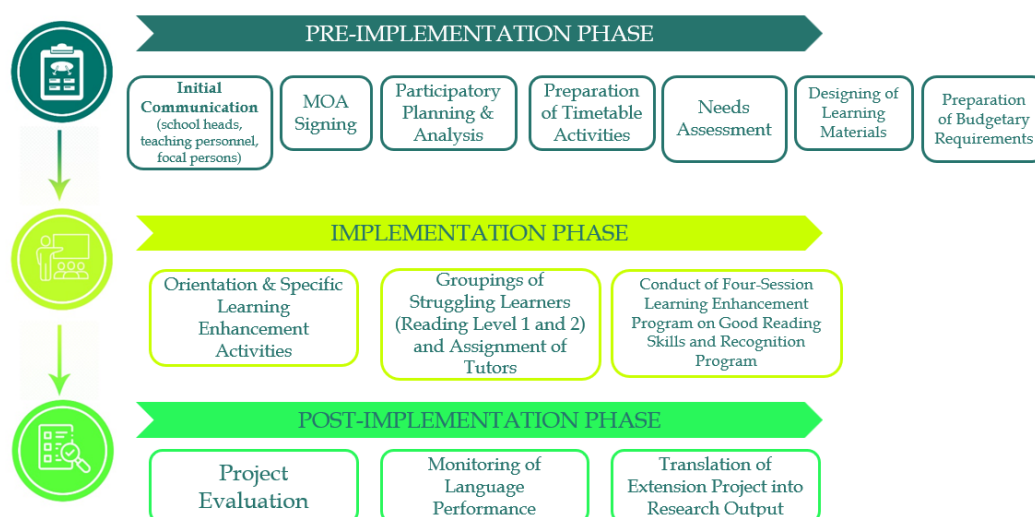 PRE-IMPLEMENTATION PHASE
Initial
Communication
(school heads,
teaching personnel,
focal persons)
MOA
Signing
Participatory
Planning &
Analysis
Preparation
of Timetable
Activities
Needs
Assessment
Designing of
Learning
Materials
Preparation
of Budgetary
Requirements
IMPLEMENTATION PHASE
Orientation & Specific
Learning
Enhancement
Activities
Groupings of
Struggling Learners
(Reading Level 1 and 2)
and Assignment of
Tutors
Conduct of Four-Session
Learning Enhancement
Program on Good Reading
Skills and Recognition
Program
POST-IMPLEMENTATION PHASE
Project
Evaluation
Monitoring of
Language
Performance
Translation of
Extension Project into
Research Output